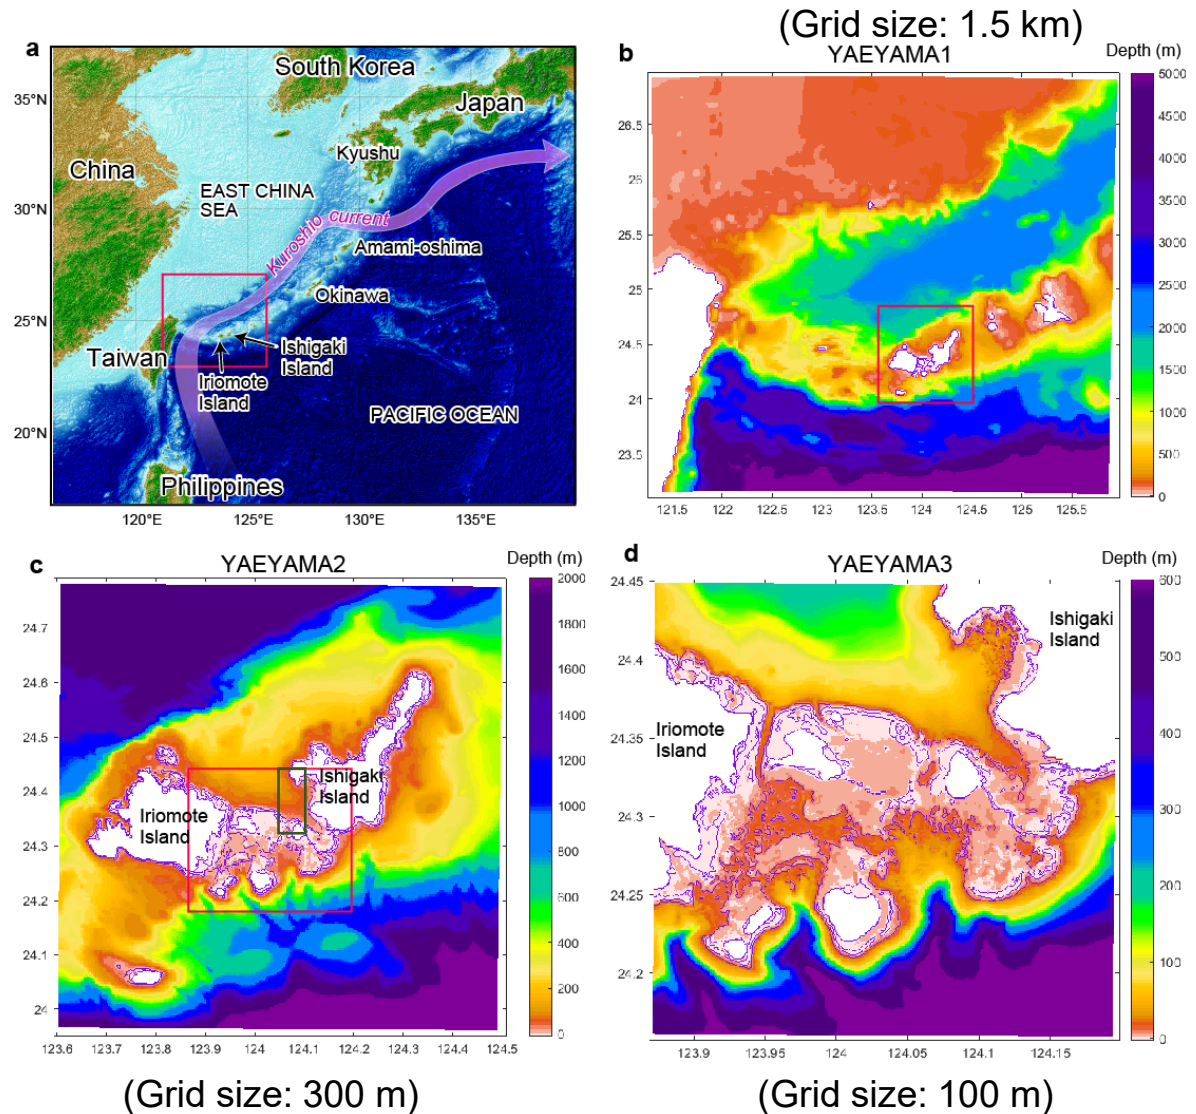 (Grid size: 1.5 km)
a
South Korea
Japan
China
Kyushu
EAST CHINA
SEA
Kuroshio current
Amami-oshima
Okinawa
Taiwan
Ishigaki
Island
Iriomote
Island
PACIFIC OCEAN
Philippines
35°N
30°N
25°N
20°N
120°E
125°E
130°E
135°E
b
YAEYAMA1
Depth (m)
26.5
26
25.5
25
24.5
24
23.5
121.5
122
122.5
123
123.5
124
124.5
125
125.5
5000
4500
4000
3500
3000
2500
2000
1500
1000
500
0
c
YAEYAMA2
Depth (m)
24.7
24.6
24.5
24.4
24.3
24.2
24.1
24
Iriomote
Island
Ishigaki
Island
123.6
123.7
123.8
123.9
124
124.1
124.2
124.3
124.4
124.5
2000
1800
1600
1400
1200
1000
800
600
400
200
0
d
YAEYAMA3
Depth (m)
24.45
24.4
24.35
24.3
24.25
24.2
Ishigaki
Island
Iriomote
Island
123.9
123.95
124
124.05
124.1
124.15
600
500
400
300
200
100
0
(Grid size: 300 m)
(Grid size: 100 m)